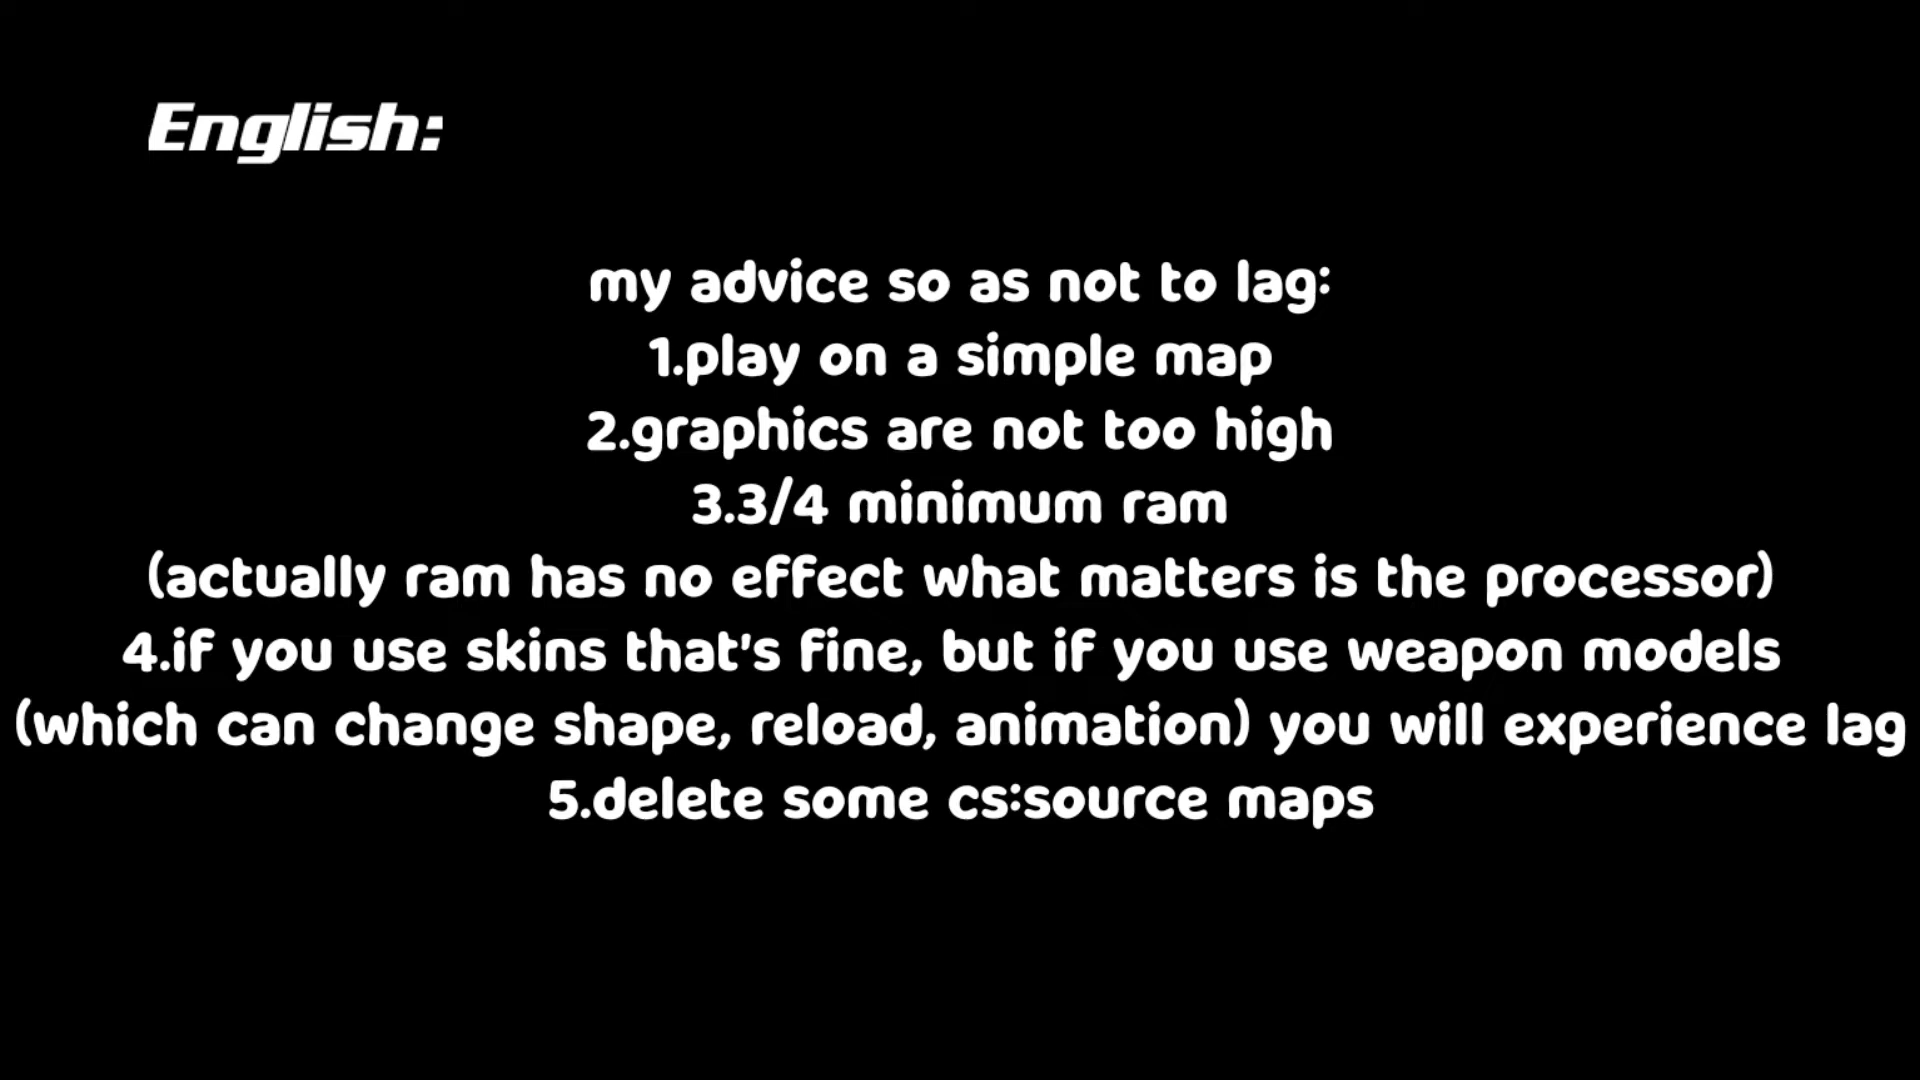 English:
my advice so as not to lag:
1.play on a simple map
2.graphics are not too high
3.3/4 minimum ram
(actually ram has no effect what matters is the processor)
4.if you use skins that's fine, but if you use weapon models
(which can change shape, reload, animation) you will experience lag
5.delete some cs:source maps